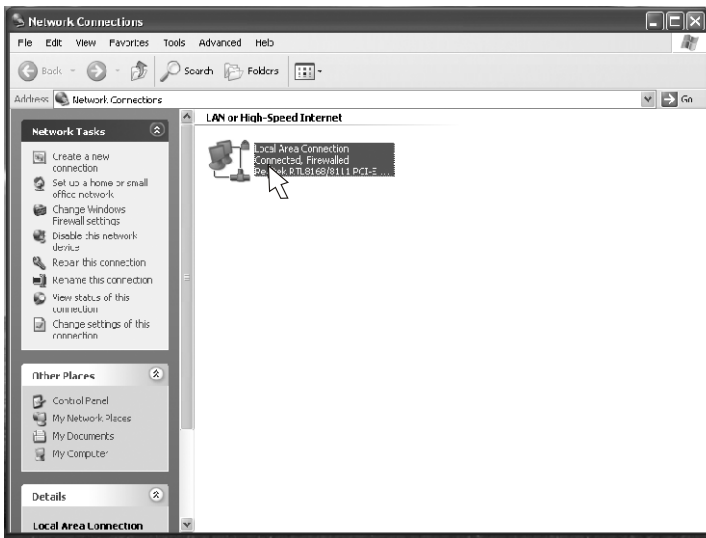 Network Connections
File Edit View Favorites Tools Advanced Help
Back Search Folders
Address Network Connections Go
Network Tasks
Create a new
connection
Set up a home or small
office network
Change Windows
Firewall settings
Disable this network
device
Repair this connection
Rename this connection
View status of this
connection
Change settings of this
connection
Other Places
Control Panel
My Network Places
My Documents
My Computer
Details
Local Area Connection
LAN or High-Speed Internet
Local Area Connection
Connected, Firewalled
RTL8168/8111 PCI-E ...